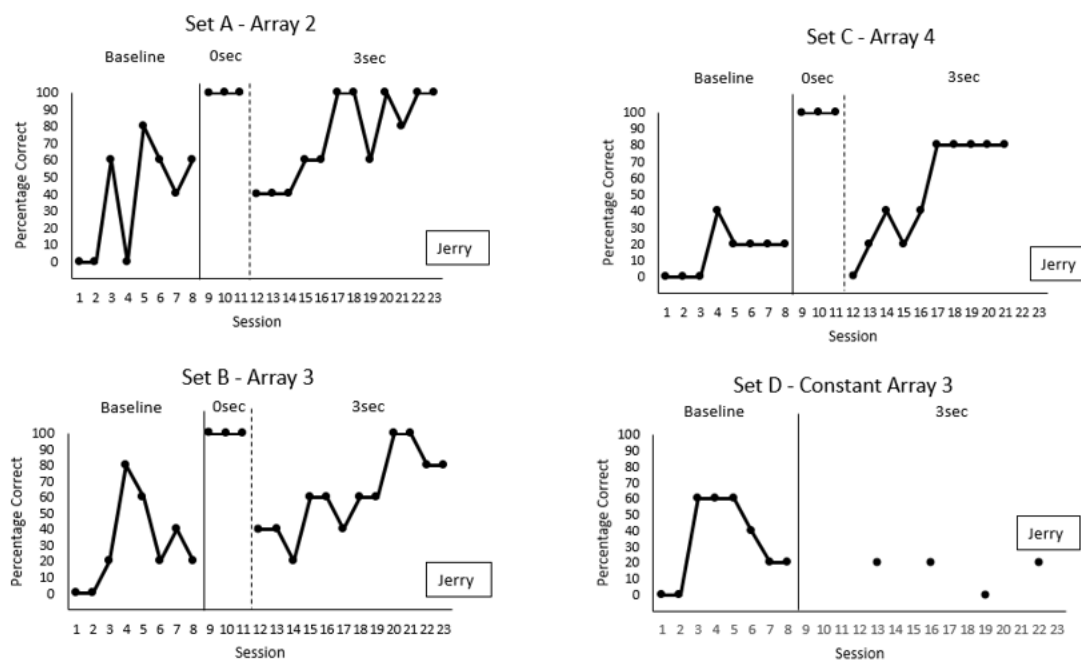 Set A - Array 2
Baseline 0sec 3sec
Percentage Correct
100
90
80
70
60
50
40
30
20
10
0
Jerry
1 2 3 4 5 6 7 8 9 10 11 12 13 14 15 16 17 18 19 20 21 22 23
Session
Set C - Array 4
Baseline 0sec 3sec
Percentage Correct
100
90
80
70
60
50
40
30
20
10
0
Jerry
1 2 3 4 5 6 7 8 9 10 11 12 13 14 15 16 17 18 19 20 21 22 23
Session
Set B - Array 3
Baseline 0sec 3sec
Percentage Correct
100
90
80
70
60
50
40
30
20
10
0
Jerry
1 2 3 4 5 6 7 8 9 10 11 12 13 14 15 16 17 18 19 20 21 22 23
Session
Set D - Constant Array 3
Baseline 3sec
Percentage Correct
100
90
80
70
60
50
40
30
20
10
0
Jerry
1 2 3 4 5 6 7 8 9 10 11 12 13 14 15 16 17 18 19 20 21 22 23
Session